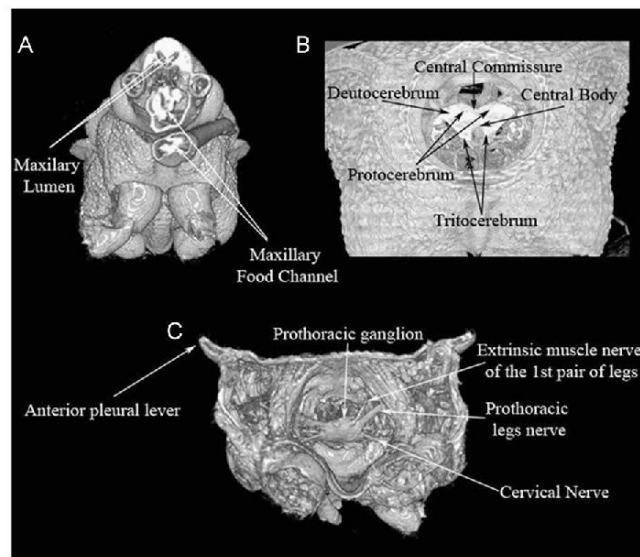 A
Maxilary
Lumen
Maxillary
Food Channel
B
Central Commissure
Deutocerebrum
Central Body
Protocerebrum
Tritocerebrum
C
Prothoracic ganglion
Extrinsic muscle nerve
of the 1st pair of legs
Anterior pleural lever
Prothoracic
legs nerve
Cervical Nerve